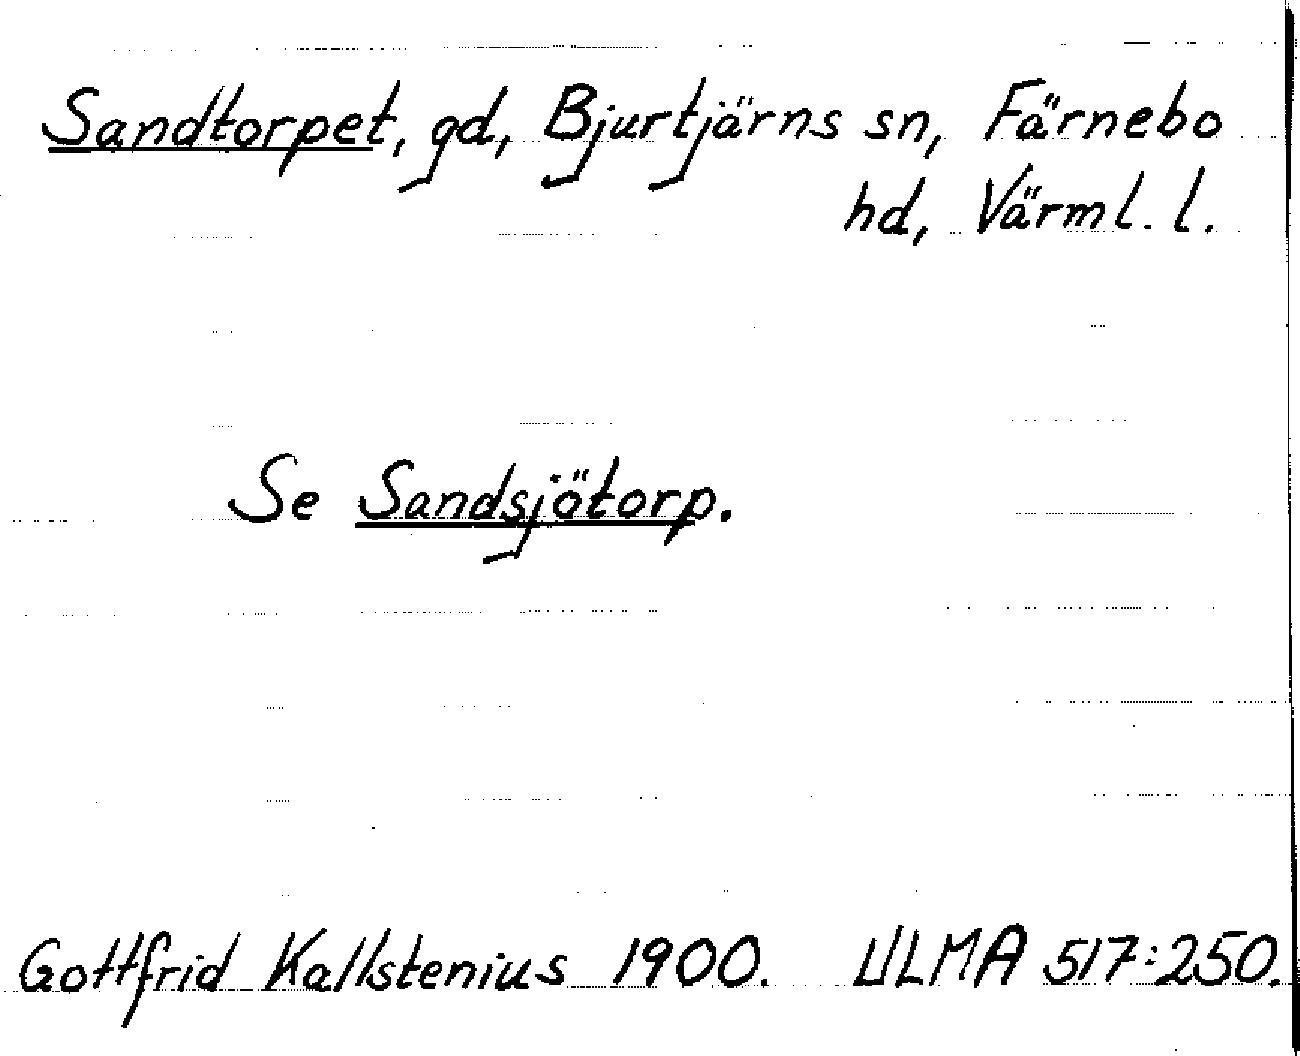 Sandtorpet, gd, Bjurtjärns sn, Färnebo
hd, Värml. l.
Se Sandsjötorp.
Gottfrid Kallstenius 1900. ULMA 517:250.